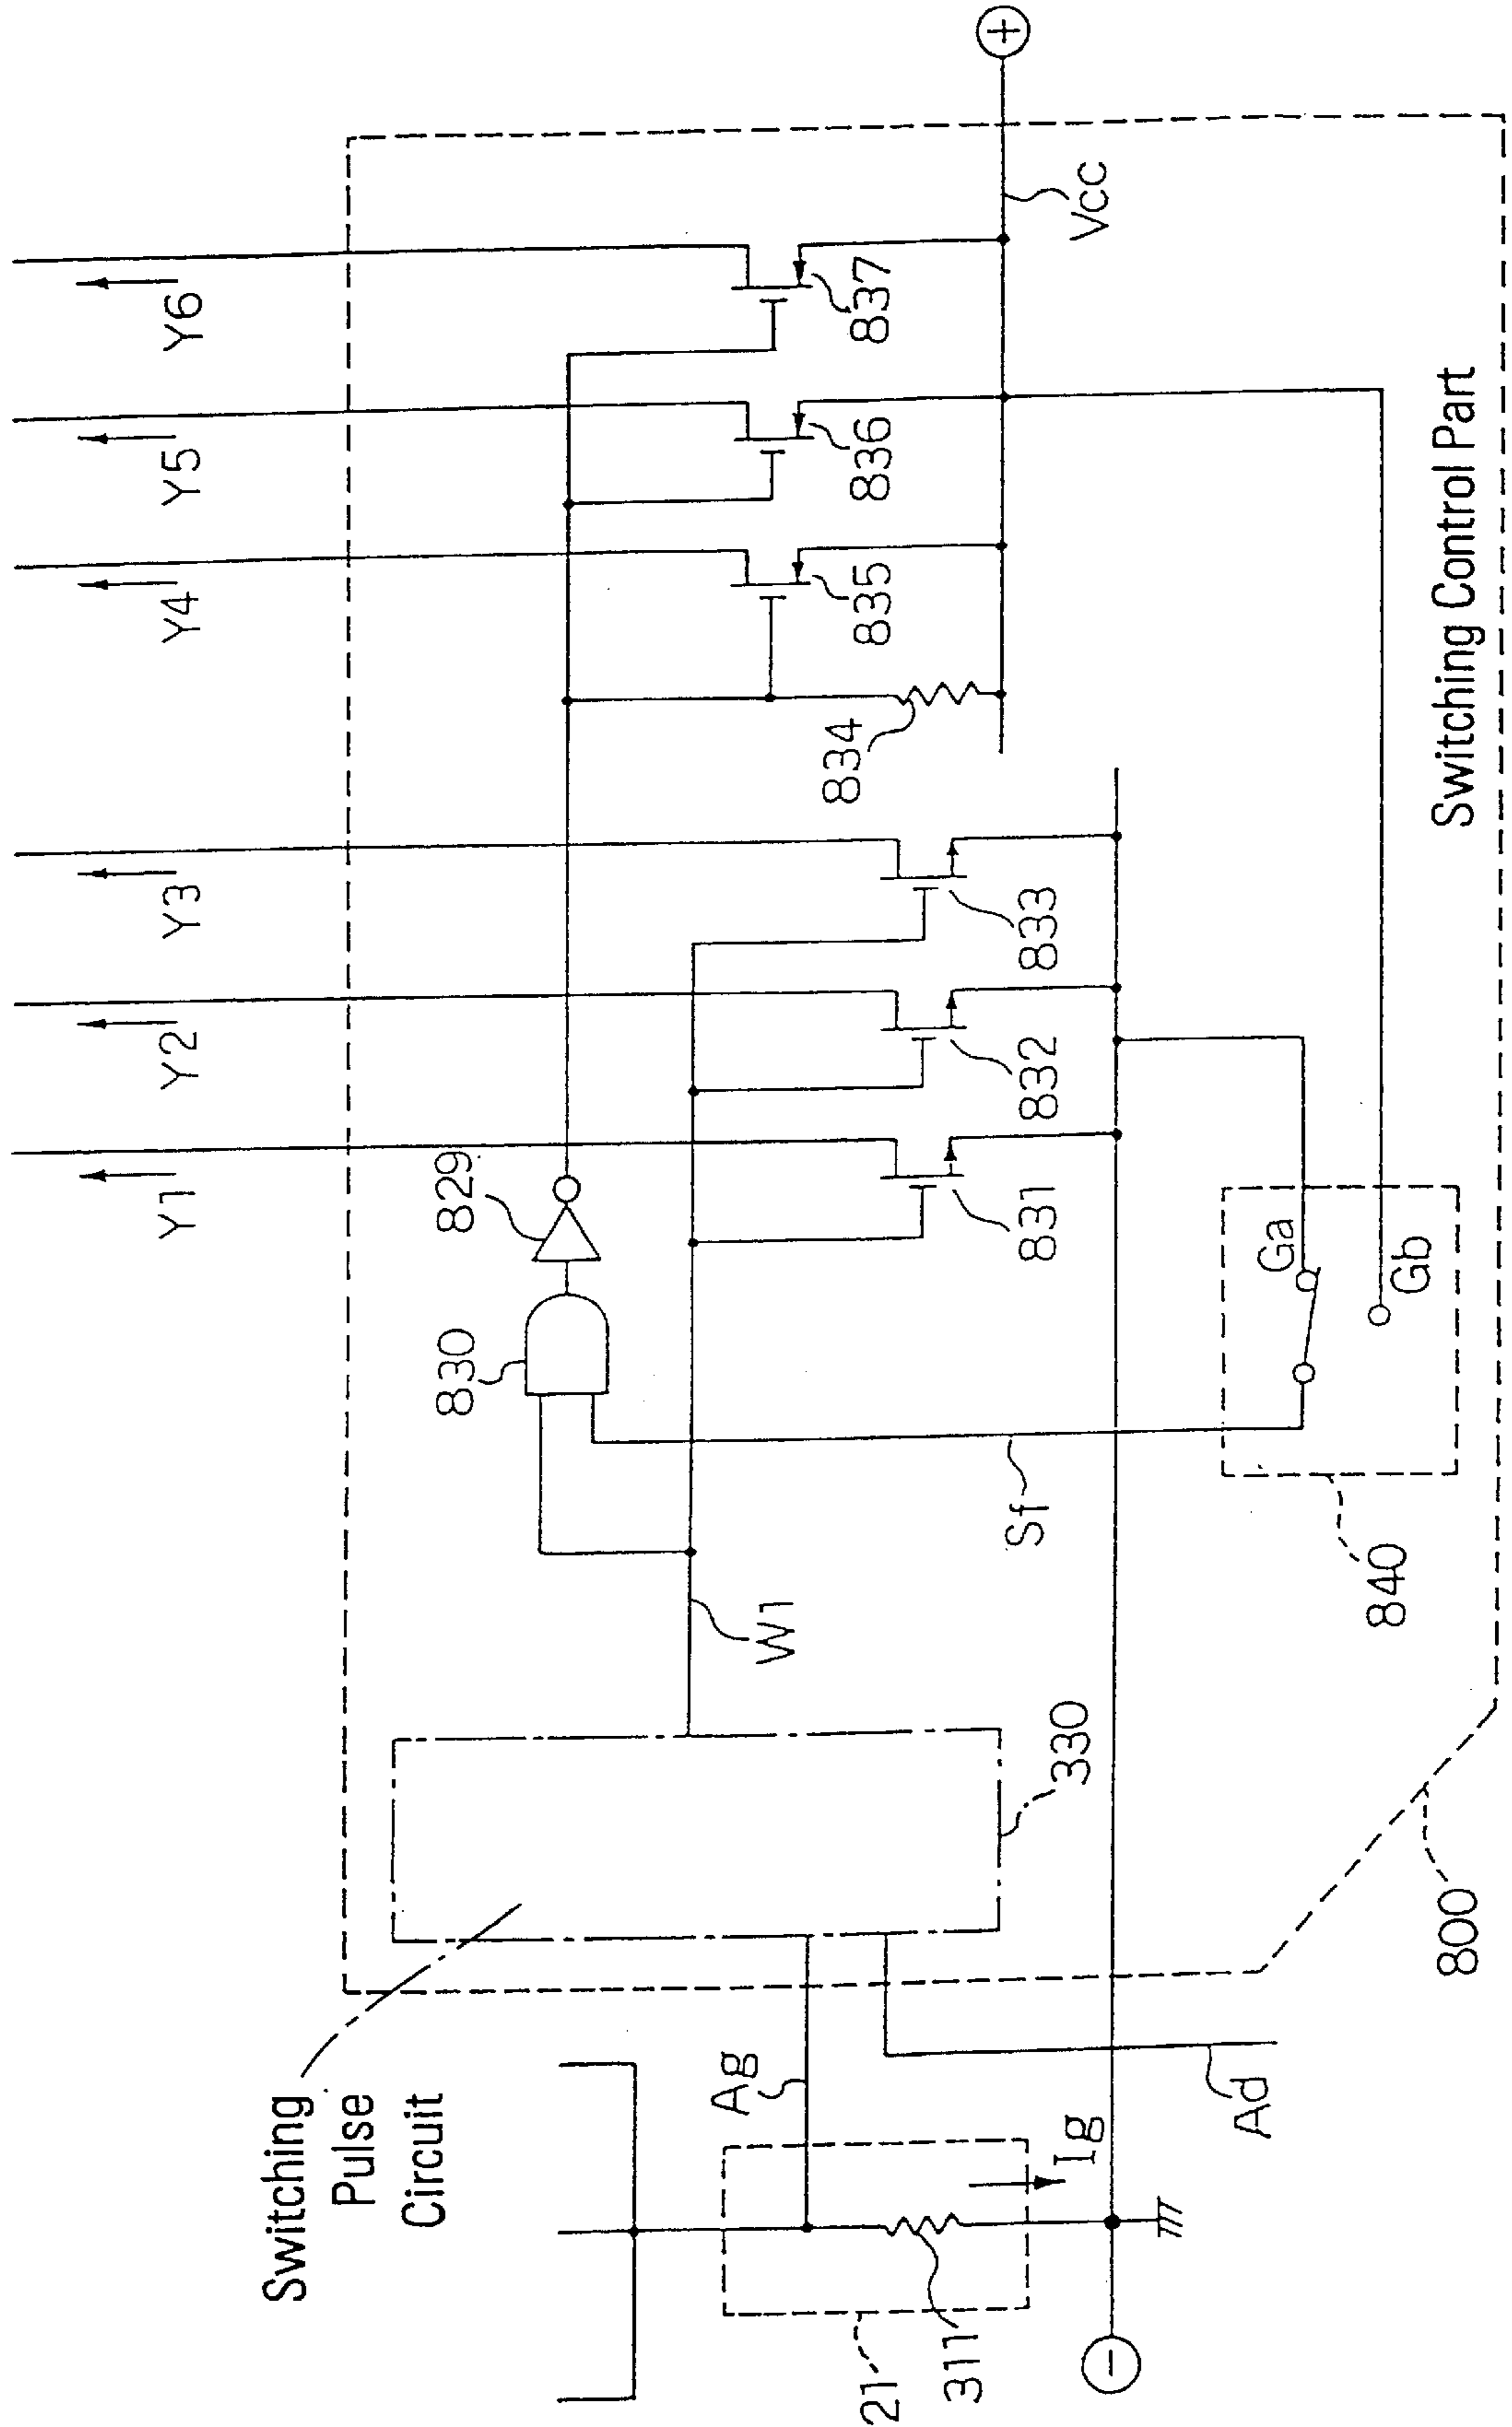 Y1
Y2
Y3
Y4
Y5
Y6
Switching
Pulse
Circuit
829
830
W1
Ag
834
835
836
837
Vcc
+
831
832
833
Sf
330
21
311
Ig
Ad
-
Ga
Gb
840
800
Switching Control Part